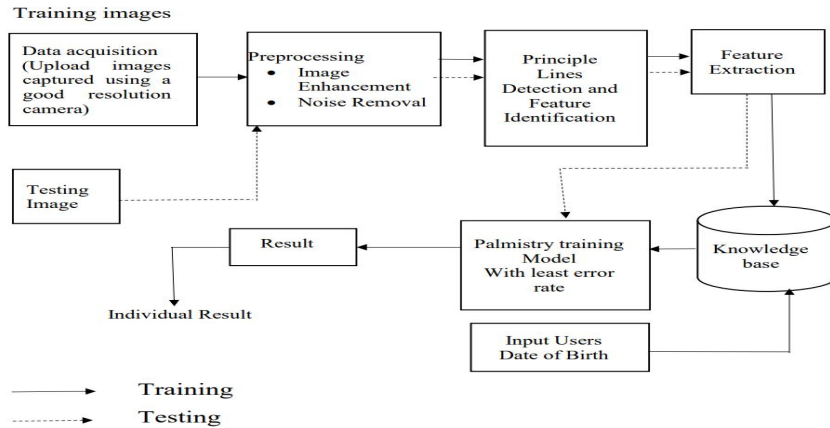 Training images
Data acquisition
(Upload images
captured using a
good resolution
camera)
Preprocessing
● Image
Enhancement
● Noise Removal
Principle
Lines
Detection and
Feature
Identification
Feature
Extraction
Testing
Image
Result
Palmistry training
Model
With least error
rate
Knowledge
base
Individual Result
Input Users
Date of Birth
Training
Testing